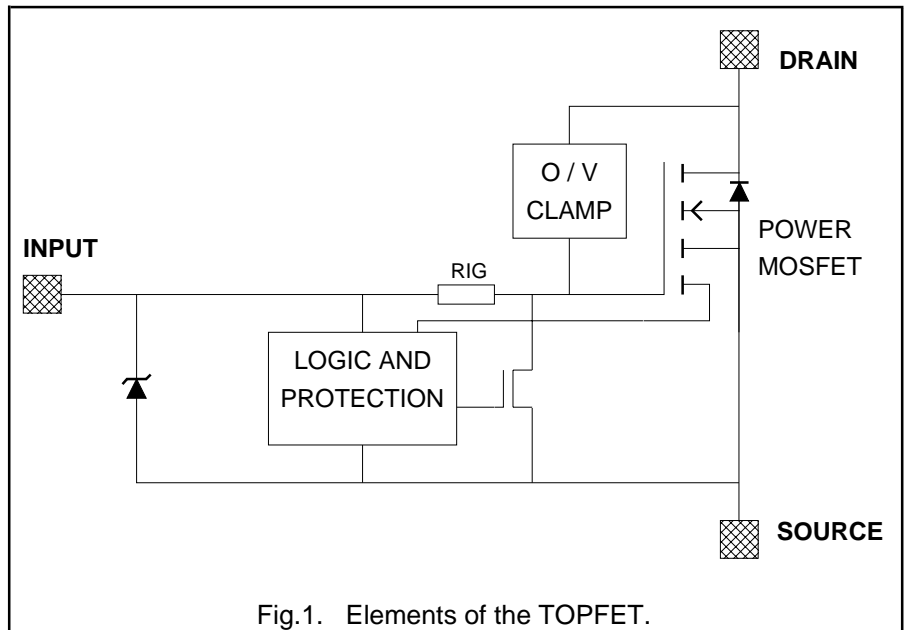 DRAIN
O / V
CLAMP
POWER
MOSFET
INPUT
RIG
LOGIC AND
PROTECTION
SOURCE
Fig.1. Elements of the TOPFET.